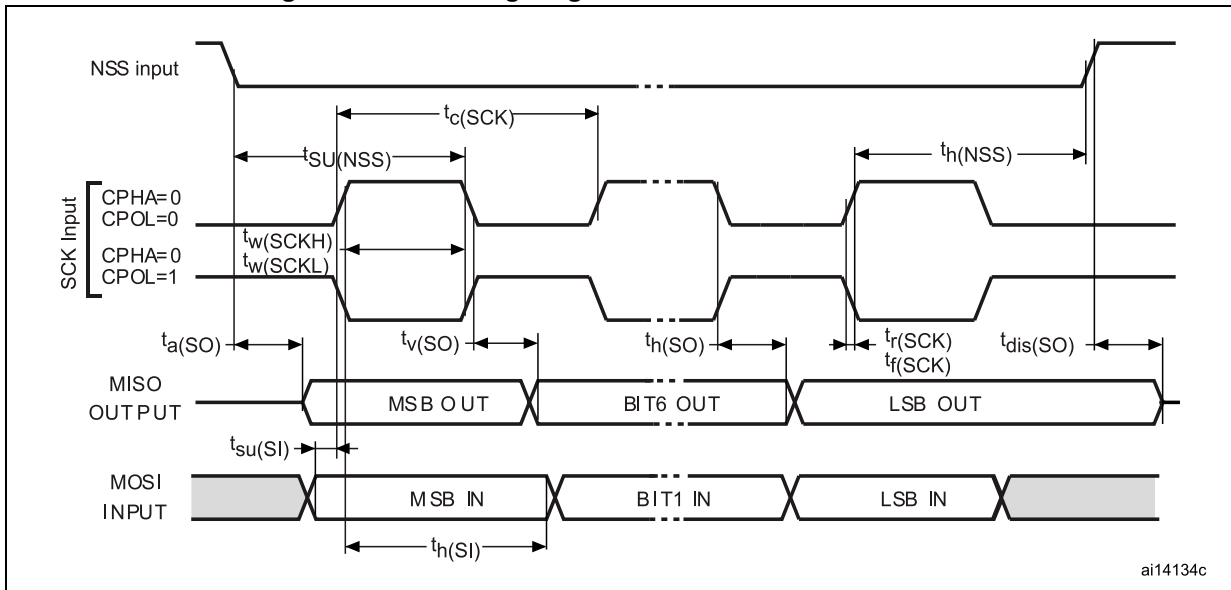 NSS input
tc(SCK)
tSU(NSS)
th(NSS)
SCK Input
CPHA=0
CPOL=0
tw(SCKH)
CPHA=0
tw(SCKL)
CPOL=1
ta(SO)
tv(SO)
th(SO)
tr(SCK)
tf(SCK)
tdis(SO)
MISO
OUTPUT
MSB OUT
BIT6 OUT
LSB OUT
tsu(SI)
MOSI
INPUT
MSB IN
BIT1 IN
LSB IN
th(SI)
ai14134c